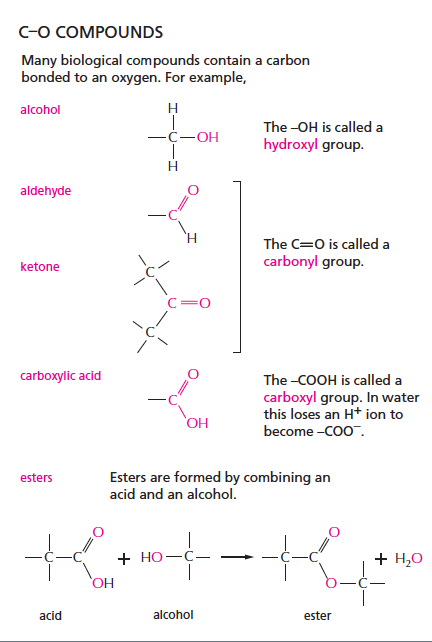 C–O COMPOUNDS
Many biological compounds contain a carbon
bonded to an oxygen. For example,
alcohol
H
C OH
H
The –OH is called a
hydroxyl group.
aldehyde
O
C
H
The C=O is called a
carbonyl group.
ketone
C
C=O
C
carboxylic acid
O
C
OH
The –COOH is called a
carboxyl group. In water
this loses an H⁺ ion to
become –COO⁻.
esters
Esters are formed by combining an
acid and an alcohol.
O O
C C + HO C C C + H₂O
OH O C
acid alcohol ester